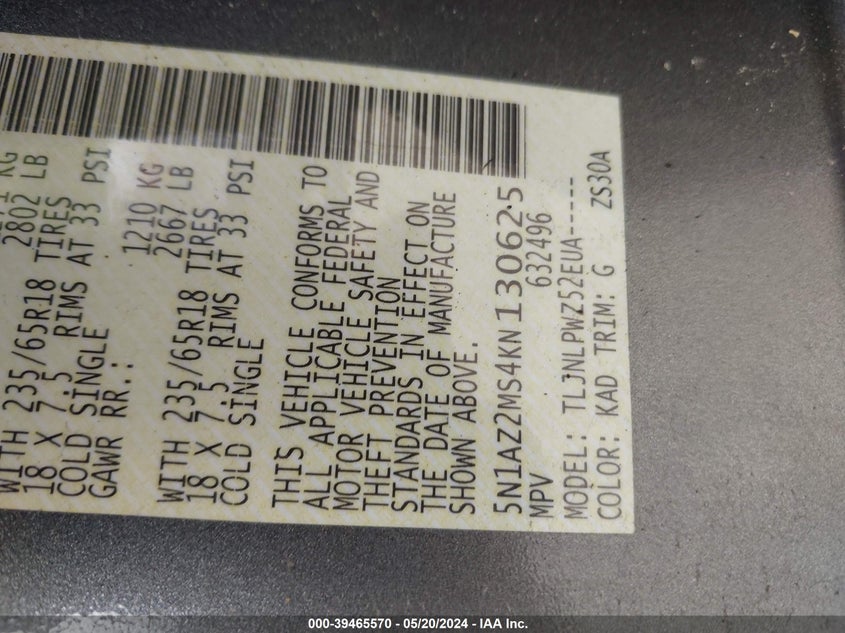 KG
2802 LB
WITH 235/65R18 TIRES
18 X 7.5 RIMS AT 33 PSI
COLD SINGLE
GAWR RR.:
1210 KG
2667 LB
WITH 235/65R18 TIRES
18 X 7.5 RIMS AT 33 PSI
COLD SINGLE
THIS VEHICLE CONFORMS TO
ALL APPLICABLE FEDERAL
MOTOR VEHICLE SAFETY AND
THEFT PREVENTION
STANDARDS IN EFFECT ON
THE DATE OF MANUFACTURE
SHOWN ABOVE.
5N1AZ2MS4KN130625
MPV 632496
MODEL: TLJNLPWZ52EUA-----
COLOR: KAD TRIM: G ZS30A
000-39465570 - 05/20/2024 - IAA Inc.